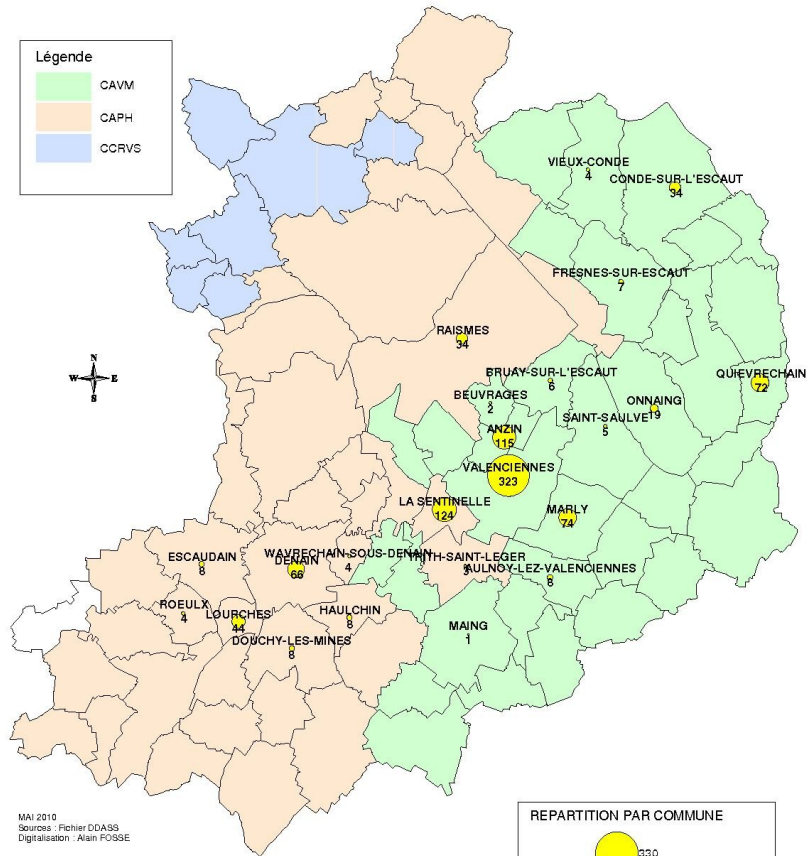 Légende
CAVM
CAPH
CCRVS
VIEUX-CONDE
4
CONDE-SUR-L'ESCAUT
34
FRESNES-SUR-ESCAUT
7
RAISMES
34
N
W E
S
BRUAY-SUR-L'ESCAUT
6
QUIEVRECHAIN
72
BEUVRAGES
2
ONNAING
19
SAINT-SAULVE
5
ANZIN
115
VALENCIENNES
323
LA SENTINELLE
124
MARLY
74
ESCAUDAIN
8
WAVRECHAIN-SOUS-DENAIN
4
DENAIN
66
TRITH-SAINT-LEGER
3
AULNOY-LEZ-VALENCIENNES
ROEULX
4
LOURCHES
44
HAULCHIN
8
DOUCHY-LES-MINES
8
MAING
1
MAI 2010
Sources : Fichier DDASS
Digitalisation : Alain FOSSE
REPARTITION PAR COMMUNE
330